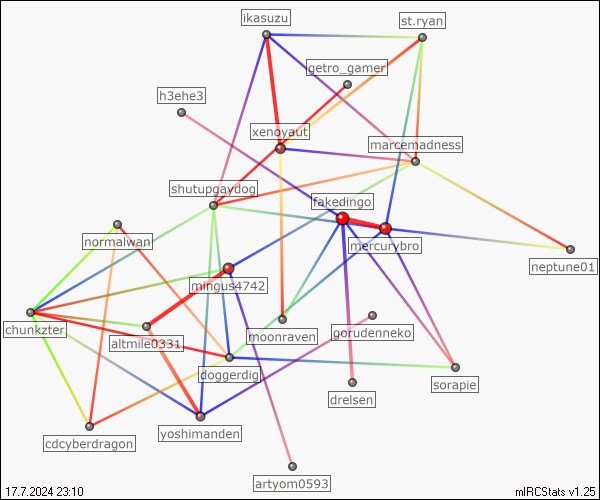 ikasuzu
st.ryan
getro_gamer
h3ehe3
xenoyaut
marcemadness
shutupgaydog
fakedingo
normalwan
mercurybro
neptune01
mingus4742
chunkzter
altmile0331
moonraven
gorudenneko
doggerdig
sorapie
drelsen
yoshimanden
cdcyberdragon
artyom0593
17.7.2024 23:10
mIRCStats v1.25